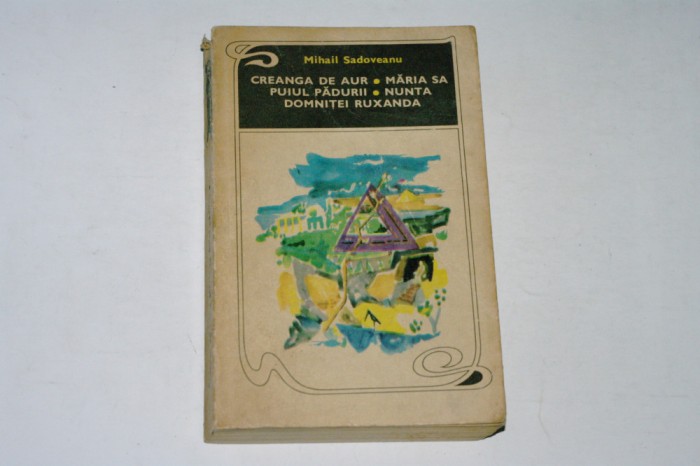 Mihail Sadoveanu
CREANGA DE AUR • MĂRIA SA
PUIUL PĂDURII • NUNTA
DOMNIȚEI RUXANDA